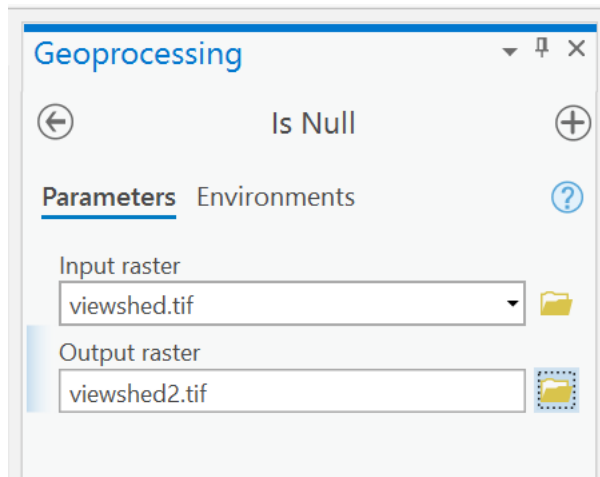 Geoprocessing
Is Null
Parameters Environments
Input raster
viewshed.tif
Output raster
viewshed2.tif